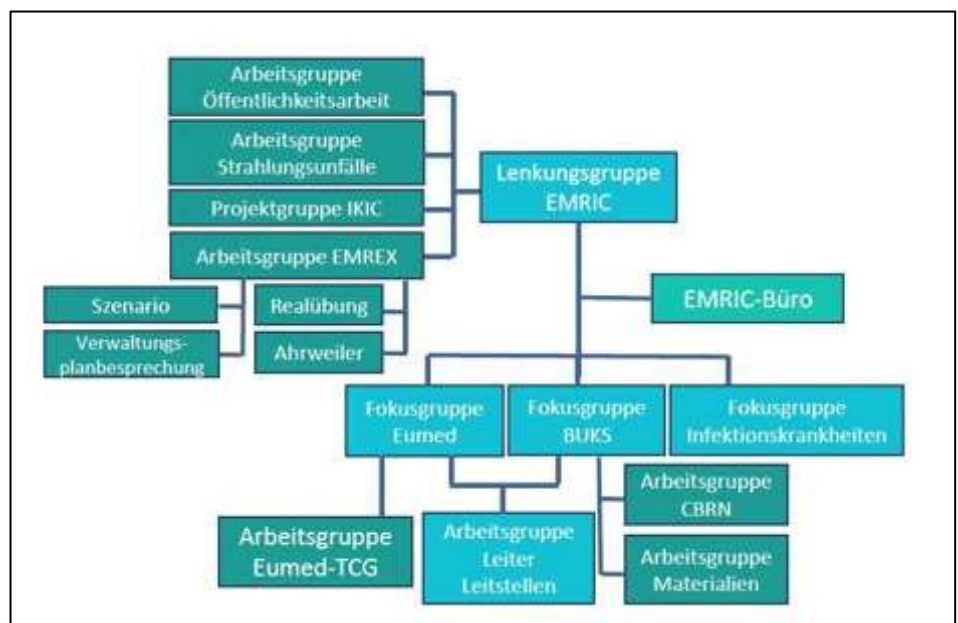 Arbeitsgruppe
Öffentlichkeitsarbeit
Arbeitsgruppe
Strahlungsunfälle
Projektgruppe IKIC
Arbeitsgruppe EMREX
Szenario
Verwaltungs-
planbesprechung
Realübung
Ahrweiler
Lenkungsgruppe
EMRIC
EMRIC-Büro
Fokusgruppe
Eumed
Fokusgruppe
BUKS
Fokusgruppe
Infektionskrankheiten
Arbeitsgruppe
Eumed-TCG
Arbeitsgruppe
Leiter
Leitstellen
Arbeitsgruppe
CBRN
Arbeitsgruppe
Materialien